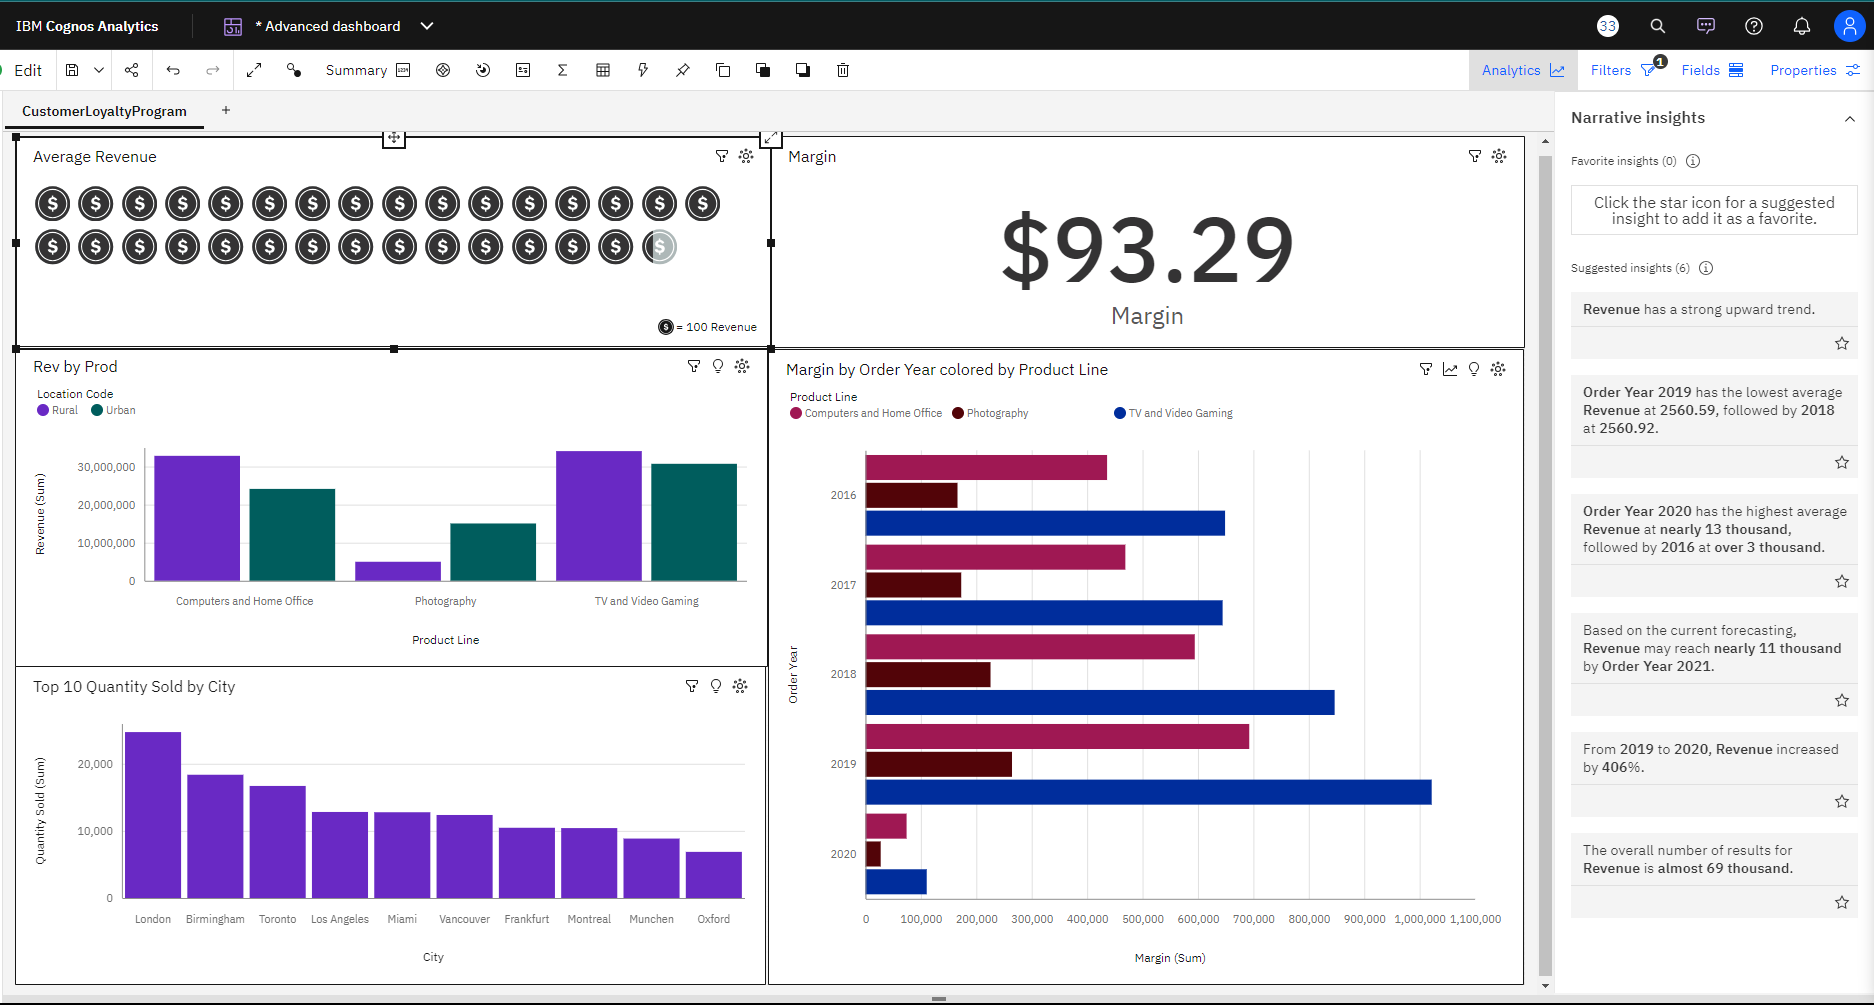 IBM Cognos Analytics
* Advanced dashboard
33
Edit
Summary
Analytics
Filters
1
Fields
Properties
CustomerLoyaltyProgram
+
Average Revenue
$ $ $ $ $ $ $ $ $ $ $ $ $ $ $ $
$ $ $ $ $ $ $ $ $ $ $ $ $ $ $
$ = 100 Revenue
Margin
$93.29
Margin
Rev by Prod
Location Code
Rural
Urban
Revenue (Sum)
30,000,000
20,000,000
10,000,000
0
Computers and Home Office
Photography
TV and Video Gaming
Product Line
Top 10 Quantity Sold by City
Quantity Sold (Sum)
20,000
10,000
0
London
Birmingham
Toronto
Los Angeles
Miami
Vancouver
Frankfurt
Montreal
Munchen
Oxford
City
Margin by Order Year colored by Product Line
Product Line
Computers and Home Office
Photography
TV and Video Gaming
Order Year
2016
2017
2018
2019
2020
0
100,000
200,000
300,000
400,000
500,000
600,000
700,000
800,000
900,000
1,000,000
1,100,000
Margin (Sum)
Narrative insights
Favorite insights (0)
Click the star icon for a suggested
insight to add it as a favorite.
Suggested insights (6)
Revenue has a strong upward trend.
Order Year 2019 has the lowest average
Revenue at 2560.59, followed by 2018
at 2560.92.
Order Year 2020 has the highest average
Revenue at nearly 13 thousand,
followed by 2016 at over 3 thousand.
Based on the current forecasting,
Revenue may reach nearly 11 thousand
by Order Year 2021.
From 2019 to 2020, Revenue increased
by 406%.
The overall number of results for
Revenue is almost 69 thousand.